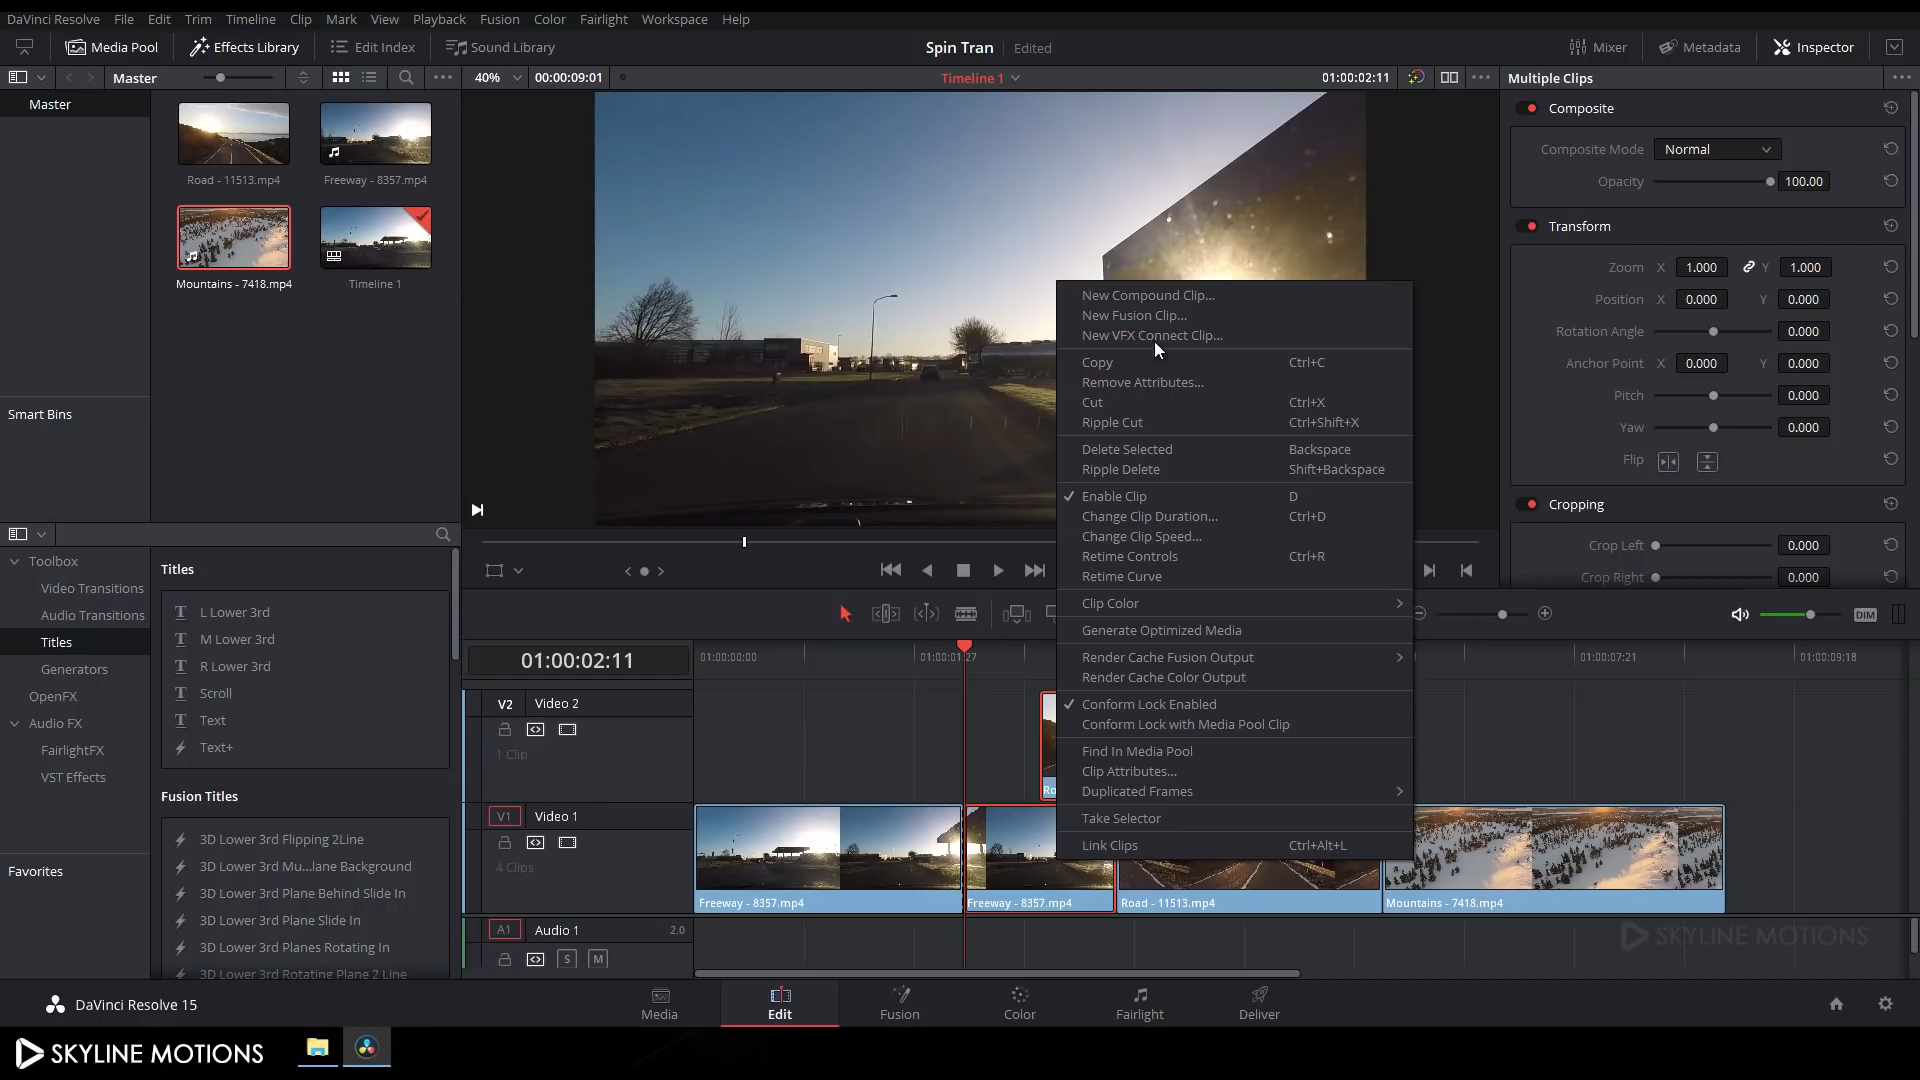 DaVinci Resolve File Edit Trim Timeline Clip Mark View Playback Fusion Color Fairlight Workspace Help
Media Pool Effects Library Edit Index Sound Library Spin Tran Edited Mixer Metadata Inspector
Master 40% 00:00:09:01 Timeline 1 01:00:02:11 Multiple Clips
Master
Road - 11513.mp4 Freeway - 8357.mp4
Mountains - 7418.mp4 Timeline 1
Smart Bins
Composite
Composite Mode Normal
Opacity 100.00
Transform
Zoom X 1.000 Y 1.000
Position X 0.000 Y 0.000
Rotation Angle 0.000
Anchor Point X 0.000 Y 0.000
Pitch 0.000
Yaw 0.000
Flip
Cropping
Crop Left 0.000
Crop Right 0.000
New Compound Clip...
New Fusion Clip...
New VFX Connect Clip...
Copy Ctrl+C
Remove Attributes...
Cut Ctrl+X
Ripple Cut Ctrl+Shift+X
Delete Selected Backspace
Ripple Delete Shift+Backspace
Enable Clip D
Change Clip Duration... Ctrl+D
Change Clip Speed...
Retime Controls Ctrl+R
Retime Curve
Clip Color
Generate Optimized Media
Render Cache Fusion Output
Render Cache Color Output
Conform Lock Enabled
Conform Lock with Media Pool Clip
Find In Media Pool
Clip Attributes...
Duplicated Frames
Take Selector
Link Clips Ctrl+Alt+L
Toolbox
Video Transitions
Audio Transitions
Titles
Generators
OpenFX
Audio FX
FairlightFX
VST Effects
Favorites
Titles
L Lower 3rd
M Lower 3rd
R Lower 3rd
Scroll
Text
Text+
Fusion Titles
3D Lower 3rd Flipping 2Line
3D Lower 3rd Mu...lane Background
3D Lower 3rd Plane Behind Slide In
3D Lower 3rd Plane Slide In
3D Lower 3rd Planes Rotating In
3D Lower 3rd Rotating Plane 2 Line
DIM
01:00:02:11 01:00:00:00 01:00:01:27 01:00:07:21 01:00:09:18
V2 Video 2
1 Clip
Ro
V1 Video 1
4 Clips
Freeway - 8357.mp4 Freeway - 8357.mp4 Road - 11513.mp4 Mountains - 7418.mp4
A1 Audio 1 2.0
S M
SKYLINE MOTIONS
DaVinci Resolve 15 Media Edit Fusion Color Fairlight Deliver
SKYLINE MOTIONS